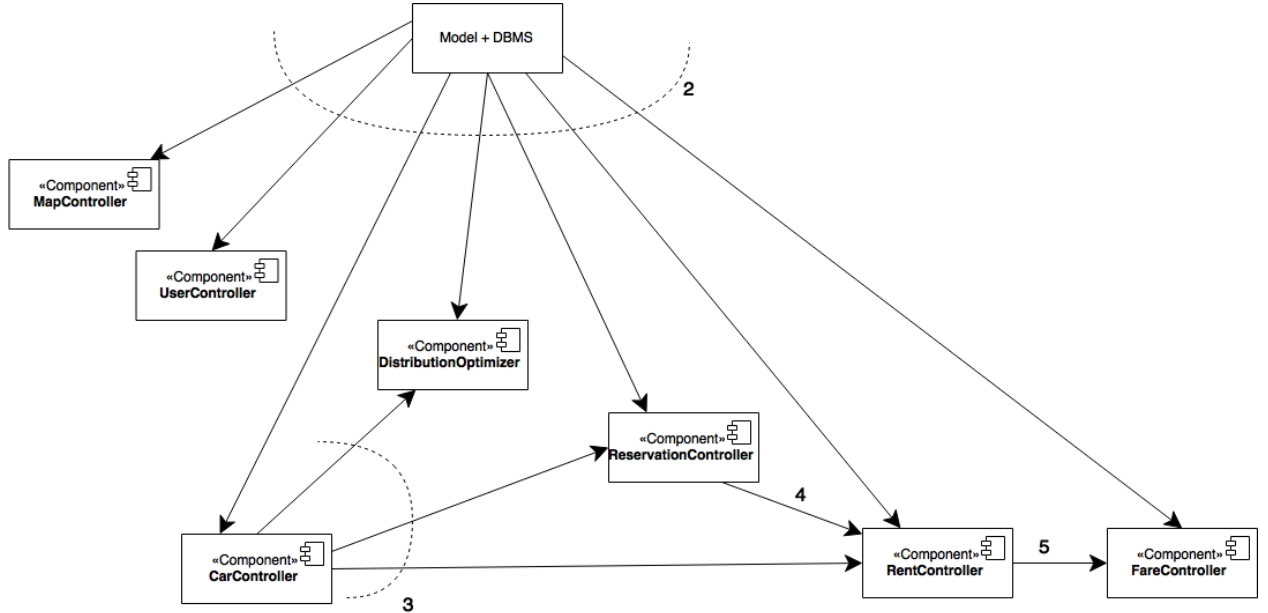 Model + DBMS
2
«Component»
MapController
«Component»
UserController
«Component»
DistributionOptimizer
«Component»
ReservationController
4
«Component»
CarController
3
«Component»
RentController
5
«Component»
FareController